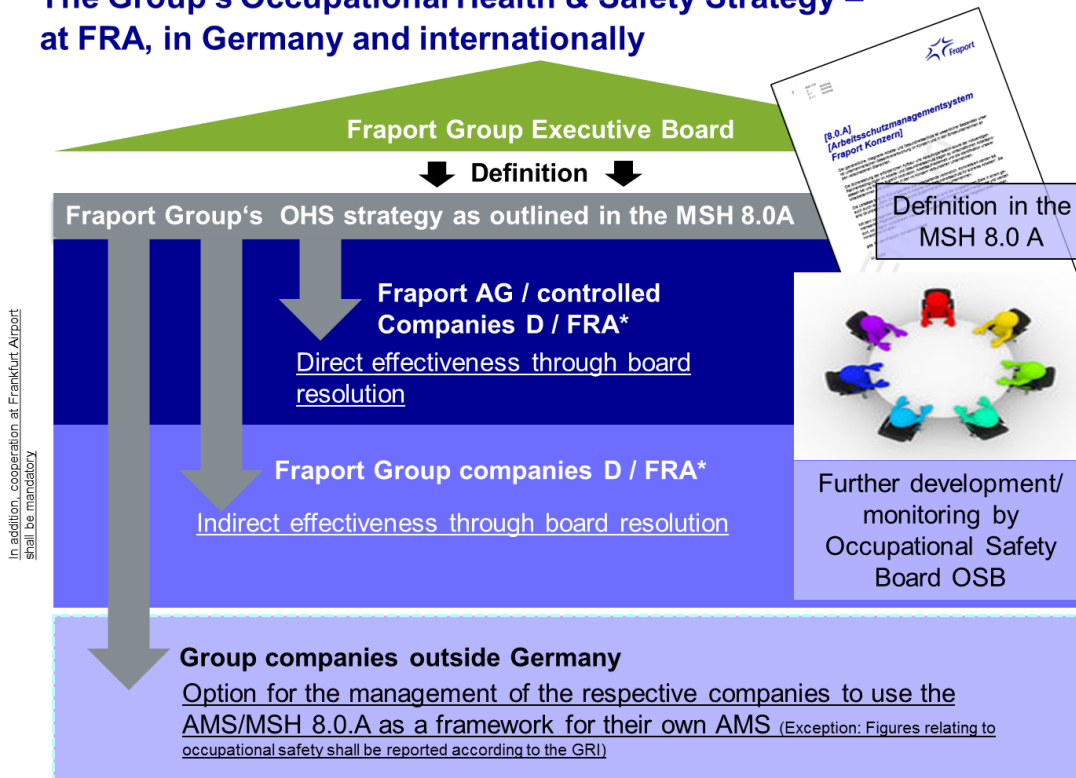 The Group's Occupational Health & Safety Strategy –
at FRA, in Germany and internationally
Fraport
[8.0.A]
[Arbeitsschutzmanagementsystem
Fraport Konzern]
Fraport Group Executive Board
Definition
Fraport Group‘s OHS strategy as outlined in the MSH 8.0A
Definition in the
MSH 8.0 A
Fraport AG / controlled
Companies D / FRA*
Direct effectiveness through board
resolution
Fraport Group companies D / FRA*
Indirect effectiveness through board resolution
Further development/
monitoring by
Occupational Safety
Board OSB
In addition, cooperation at Frankfurt Airport
shall be mandatory
Group companies outside Germany
Option for the management of the respective companies to use the
AMS/MSH 8.0.A as a framework for their own AMS (Exception: Figures relating to
occupational safety shall be reported according to the GRI)